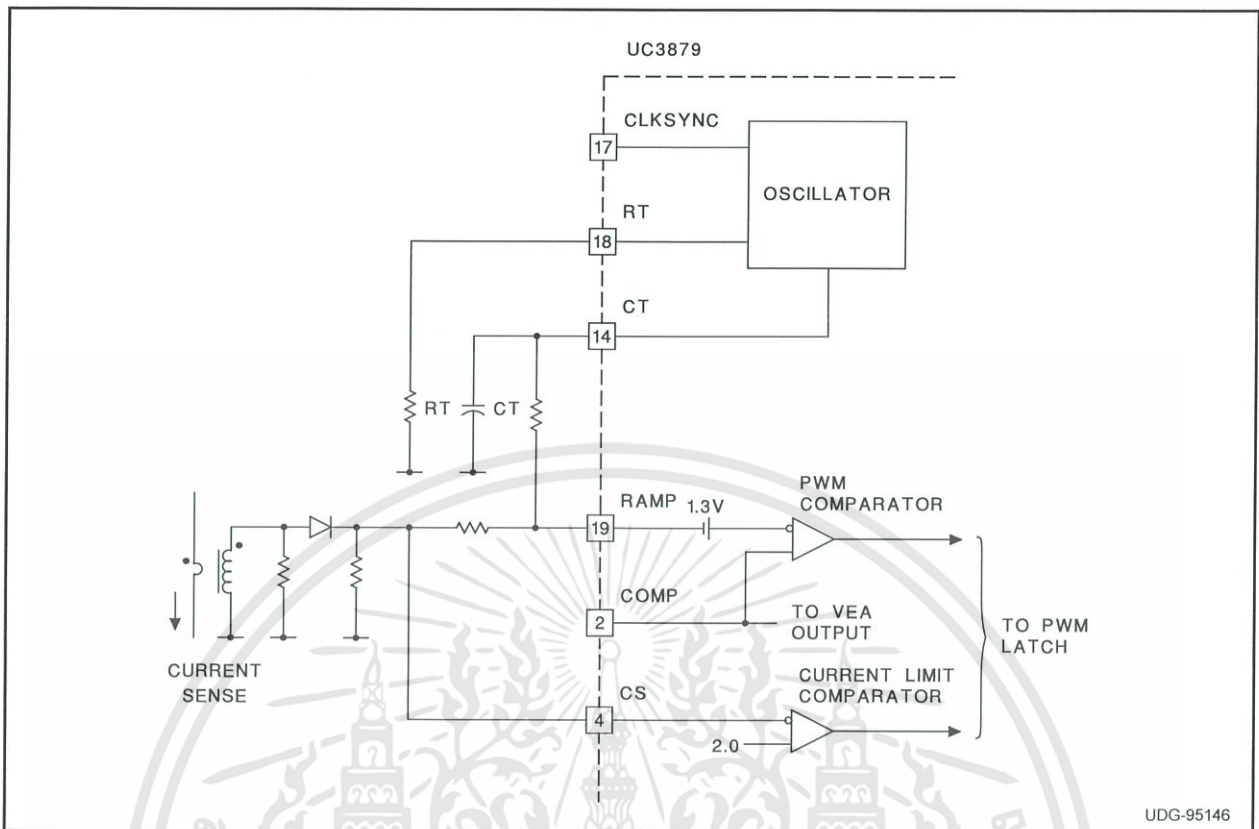 UC3879
CLKSYNC
17
OSCILLATOR
RT
18
CT
14
RT
CT
RAMP
1.3V
PWM
COMPARATOR
19
COMP
2
TO VEA
OUTPUT
TO PWM
LATCH
CURRENT
SENSE
CS
CURRENT LIMIT
COMPARATOR
4
2.0
UDG-95146